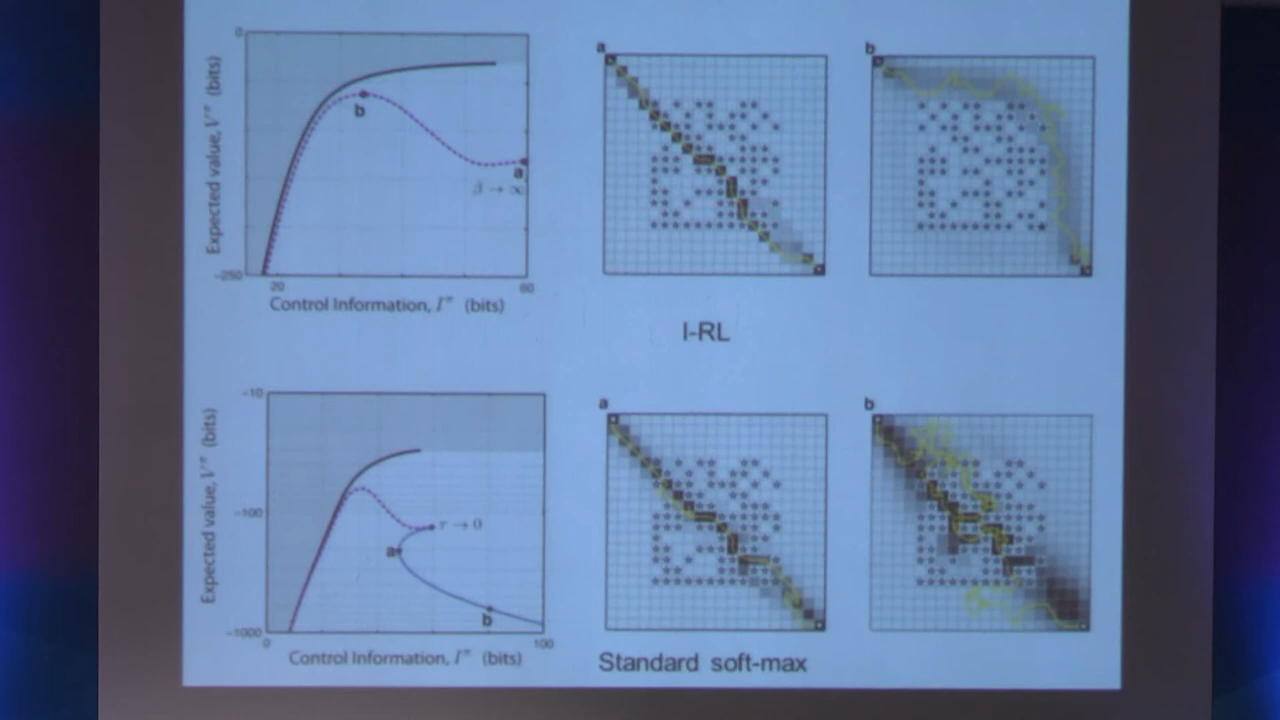 0
Expected value, V^π (bits)
b
a
β → ∞
-250
20
60
Control Information, I^π (bits)
a
b
I-RL
-10
Expected value, V^π (bits)
-100
τ → 0
a
b
-1000
0
100
Control Information, I^π (bits)
a
b
Standard soft-max